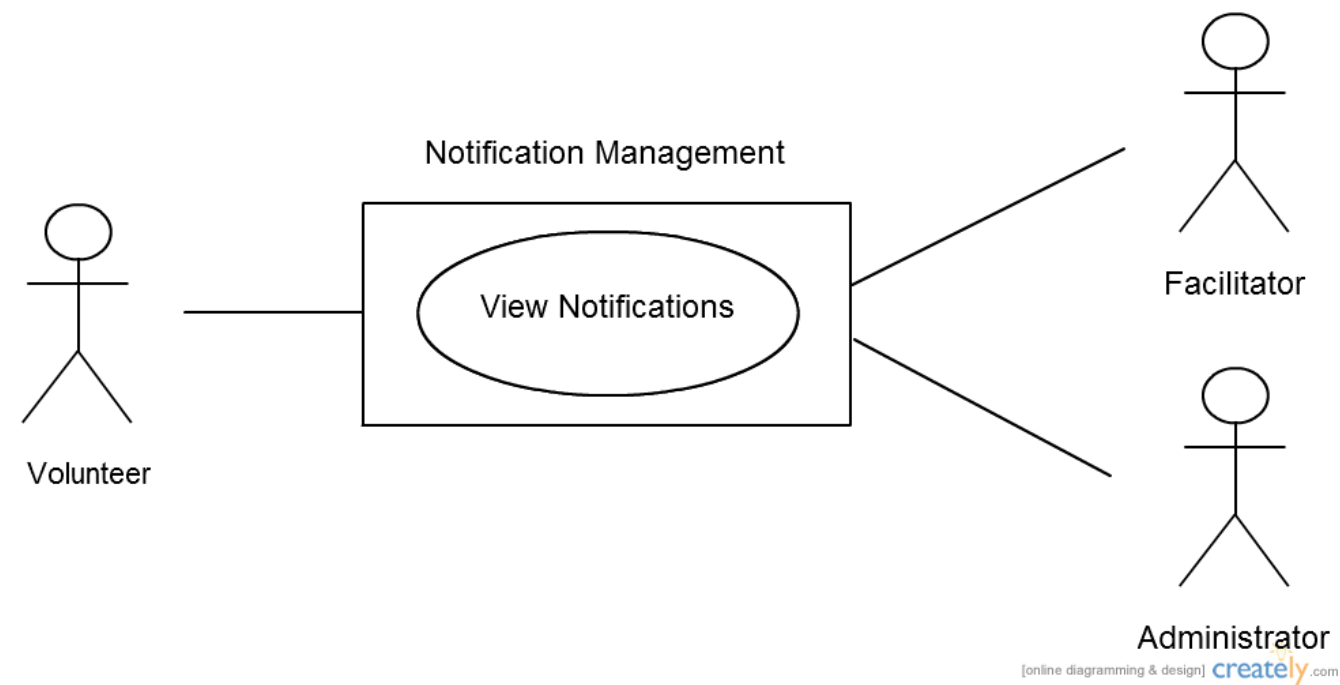 Notification Management
View Notifications
Volunteer
Facilitator
Administrator
[online diagramming & design] creately.com